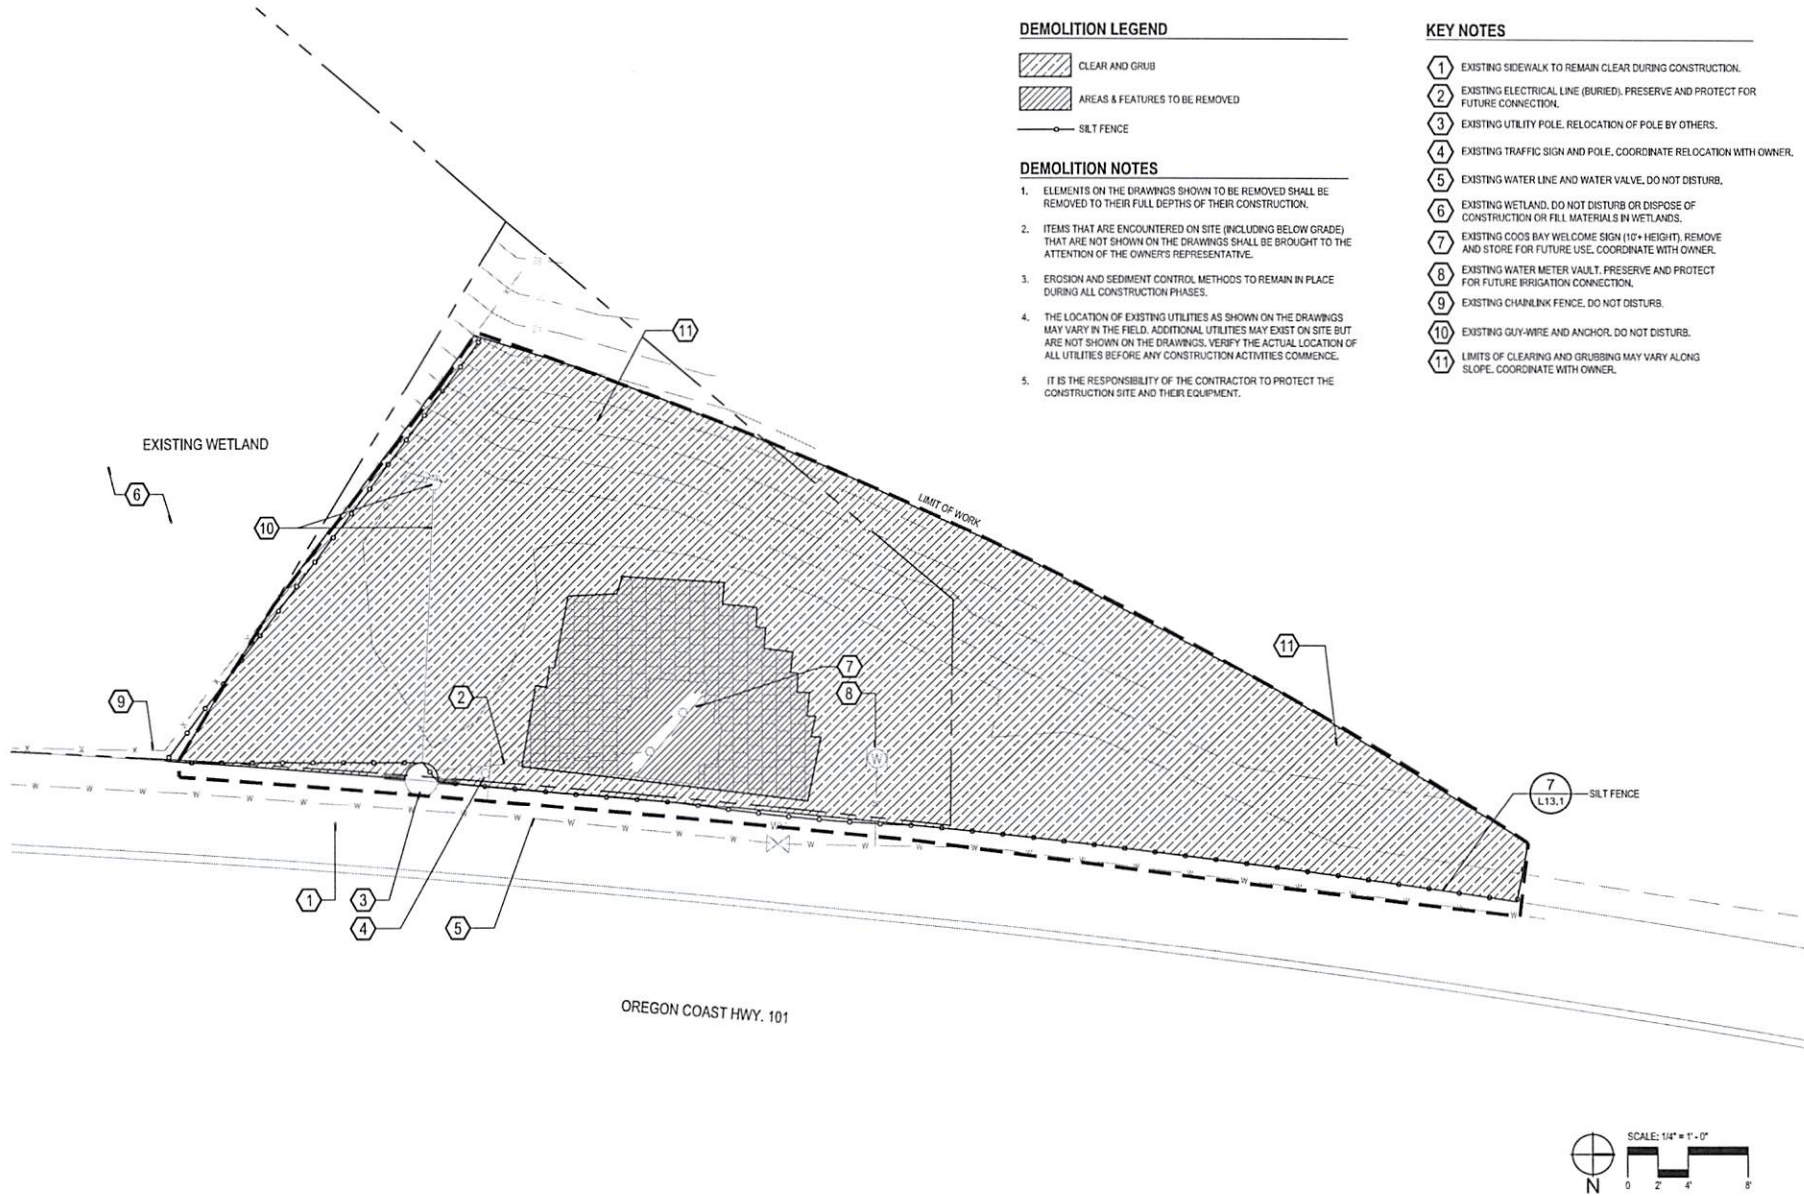 DEMOLITION LEGEND
CLEAR AND GRUB
AREAS & FEATURES TO BE REMOVED
SILT FENCE
DEMOLITION NOTES
1. ELEMENTS ON THE DRAWINGS SHOWN TO BE REMOVED SHALL BE
REMOVED TO THEIR FULL DEPTHS OF THEIR CONSTRUCTION.
2. ITEMS THAT ARE ENCOUNTERED ON SITE (INCLUDING BELOW GRADE)
THAT ARE NOT SHOWN ON THE DRAWINGS SHALL BE BROUGHT TO THE
ATTENTION OF THE OWNER'S REPRESENTATIVE.
3. EROSION AND SEDIMENT CONTROL METHODS TO REMAIN IN PLACE
DURING ALL CONSTRUCTION PHASES.
4. THE LOCATION OF EXISTING UTILITIES AS SHOWN ON THE DRAWINGS
MAY VARY IN THE FIELD. ADDITIONAL UTILITIES MAY EXIST ON SITE BUT
ARE NOT SHOWN ON THE DRAWINGS. VERIFY THE ACTUAL LOCATION OF
ALL UTILITIES BEFORE ANY CONSTRUCTION ACTIVITIES COMMENCE.
5. IT IS THE RESPONSIBILITY OF THE CONTRACTOR TO PROTECT THE
CONSTRUCTION SITE AND THEIR EQUIPMENT.
KEY NOTES
1 EXISTING SIDEWALK TO REMAIN CLEAR DURING CONSTRUCTION.
2 EXISTING ELECTRICAL LINE (BURIED). PRESERVE AND PROTECT FOR
FUTURE CONNECTION.
3 EXISTING UTILITY POLE. RELOCATION OF POLE BY OTHERS.
4 EXISTING TRAFFIC SIGN AND POLE. COORDINATE RELOCATION WITH OWNER.
5 EXISTING WATER LINE AND WATER VALVE. DO NOT DISTURB.
6 EXISTING WETLAND. DO NOT DISTURB OR DISPOSE OF
CONSTRUCTION OR FILL MATERIALS IN WETLANDS.
7 EXISTING COOS BAY WELCOME SIGN (10'+ HEIGHT). REMOVE
AND STORE FOR FUTURE USE. COORDINATE WITH OWNER.
8 EXISTING WATER METER VAULT. PRESERVE AND PROTECT
FOR FUTURE IRRIGATION CONNECTION.
9 EXISTING CHAINLINK FENCE. DO NOT DISTURB.
10 EXISTING GUY-WIRE AND ANCHOR. DO NOT DISTURB.
11 LIMITS OF CLEARING AND GRUBBING MAY VARY ALONG
SLOPE. COORDINATE WITH OWNER.
11
EXISTING WETLAND
6
10
LIMIT OF WORK
11
7
8
2
9
W
7
L13.1
SILT FENCE
1
3
4
5
OREGON COAST HWY. 101
N
SCALE: 1/4" = 1'-0"
0 2' 4' 8'